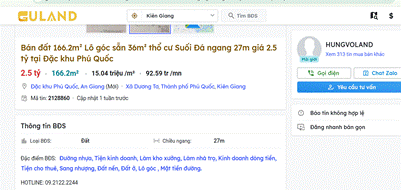 GULAND
Kiên Giang
Tìm BĐS
$
Bán đất 166.2m² Lô góc sẵn 36m² thổ cư Suối Đá ngang 27m giá 2.5
tỷ tại Đặc khu Phú Quốc
2.5 tỷ · 166.2m² · 15.04 triệu /m² · 92.59 tr /mn
Đặc khu Phú Quốc, An Giang (Mới) · Xã Dương Tơ, Thành phố Phú Quốc, Kiên Giang
Mã tin: 2128860 · Cập nhật 1 tuần trước
HUNGVOLAND
Xem 313 tin mua bán khác
Môi giới
Gọi điện
Chat Zalo
Yêu cầu tư vấn
Báo tin không hợp lệ
Đăng nhanh bán gọn
Thông tin BĐS
Loại BĐS: Đất
Chiều ngang: 27m
Đặc điểm BĐS: Đường nhựa, Tiện kinh doanh, Làm kho xưởng, Làm nhà trọ, Kinh doanh dòng tiền,
Tiện cho thuê, Sang nhượng, Đất nền, Đất ở, Lô góc , Mặt tiền đường.
HOTLINE: 09.2122.2244